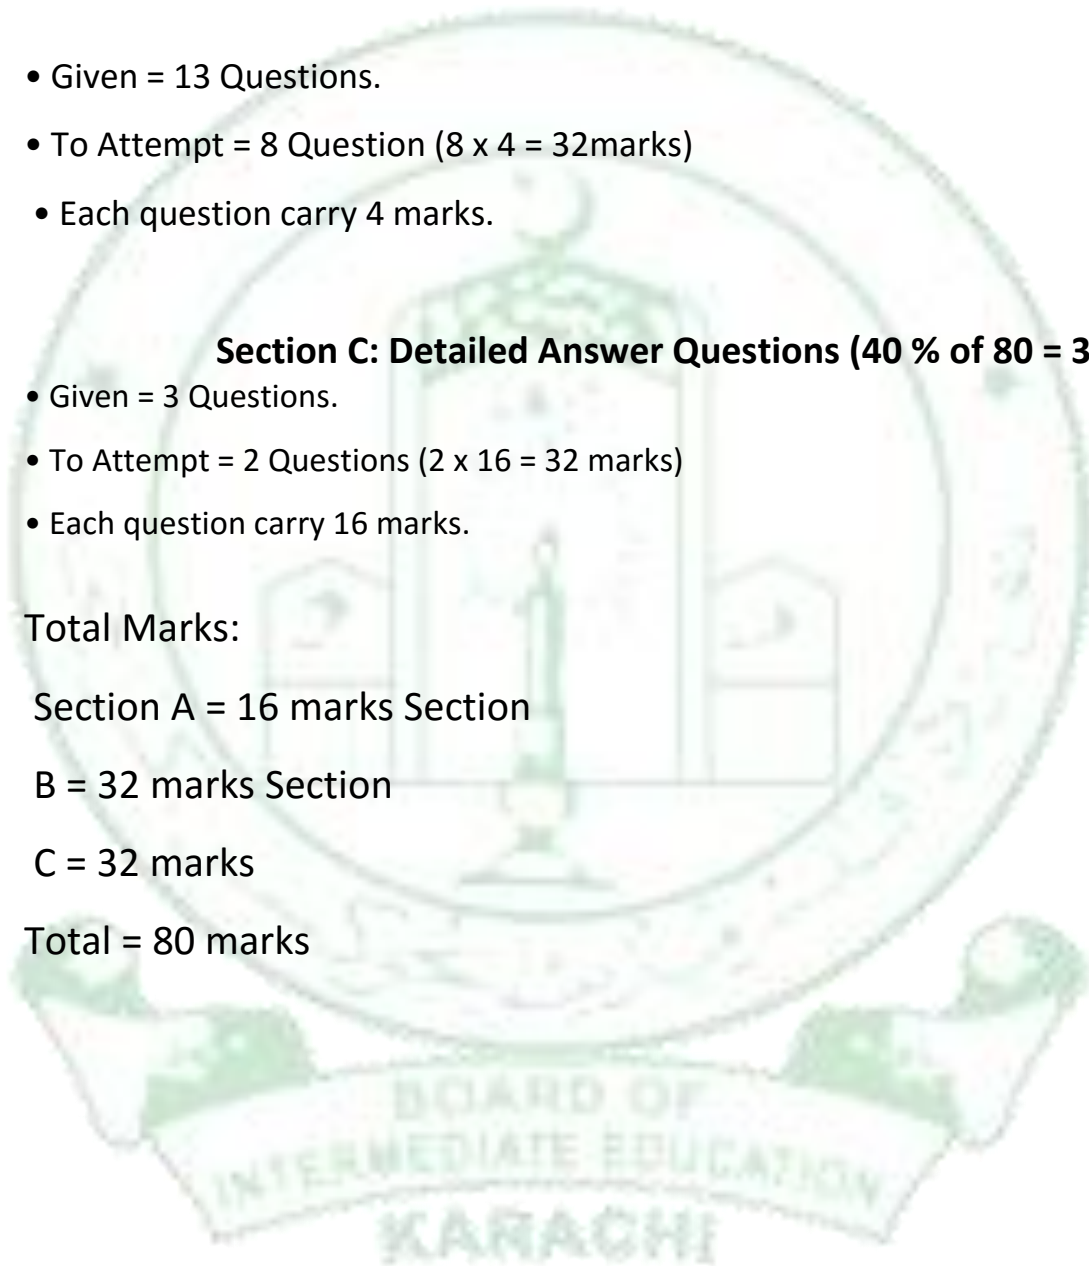 • Given = 13 Questions.
• To Attempt = 8 Question (8 x 4 = 32marks)
• Each question carry 4 marks.
Section C: Detailed Answer Questions (40 % of 80 = 3
• Given = 3 Questions.
• To Attempt = 2 Questions (2 x 16 = 32 marks)
• Each question carry 16 marks.
Total Marks:
Section A = 16 marks Section
B = 32 marks Section
C = 32 marks
Total = 80 marks
BOARD OF
INTERMEDIATE EDUCATION
KARACHI